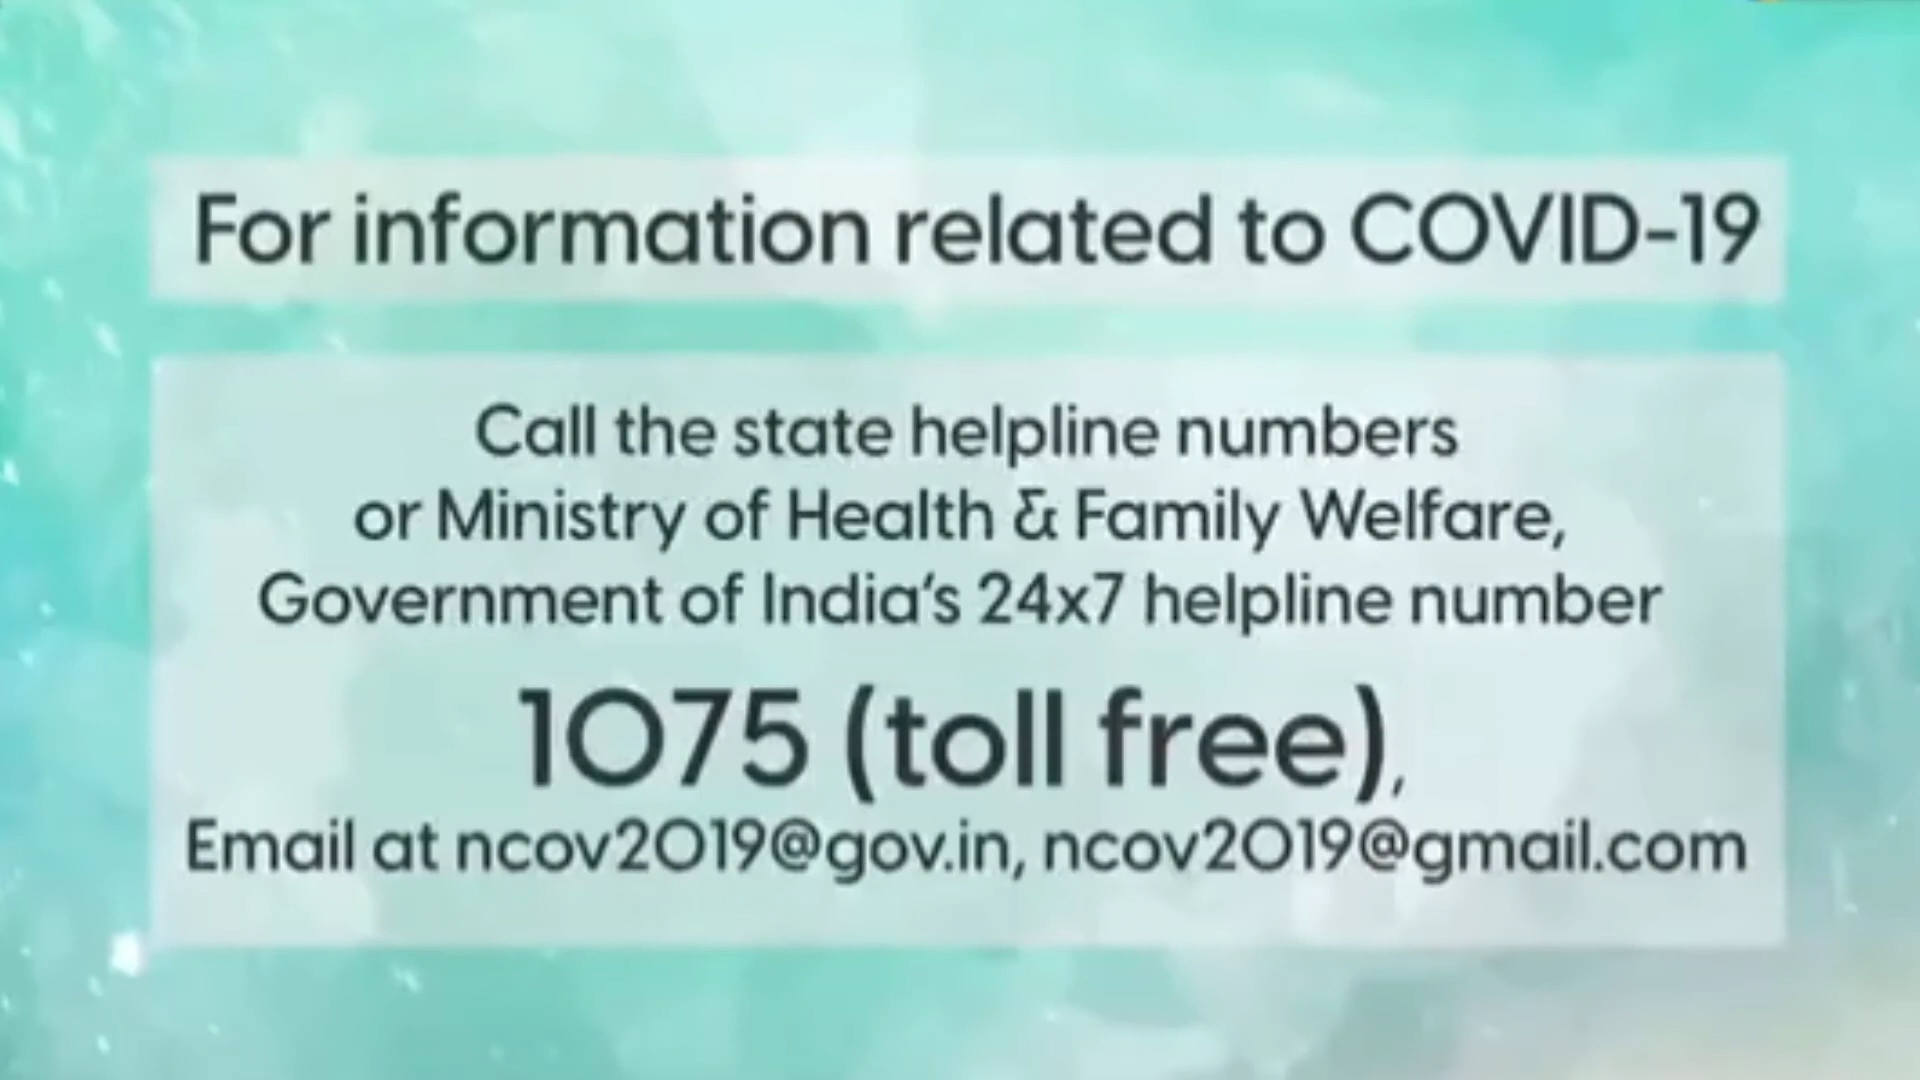 For information related to COVID-19
Call the state helpline numbers
or Ministry of Health & Family Welfare,
Government of India's 24x7 helpline number
1075 (toll free),
Email at ncov2019@gov.in, ncov2019@gmail.com